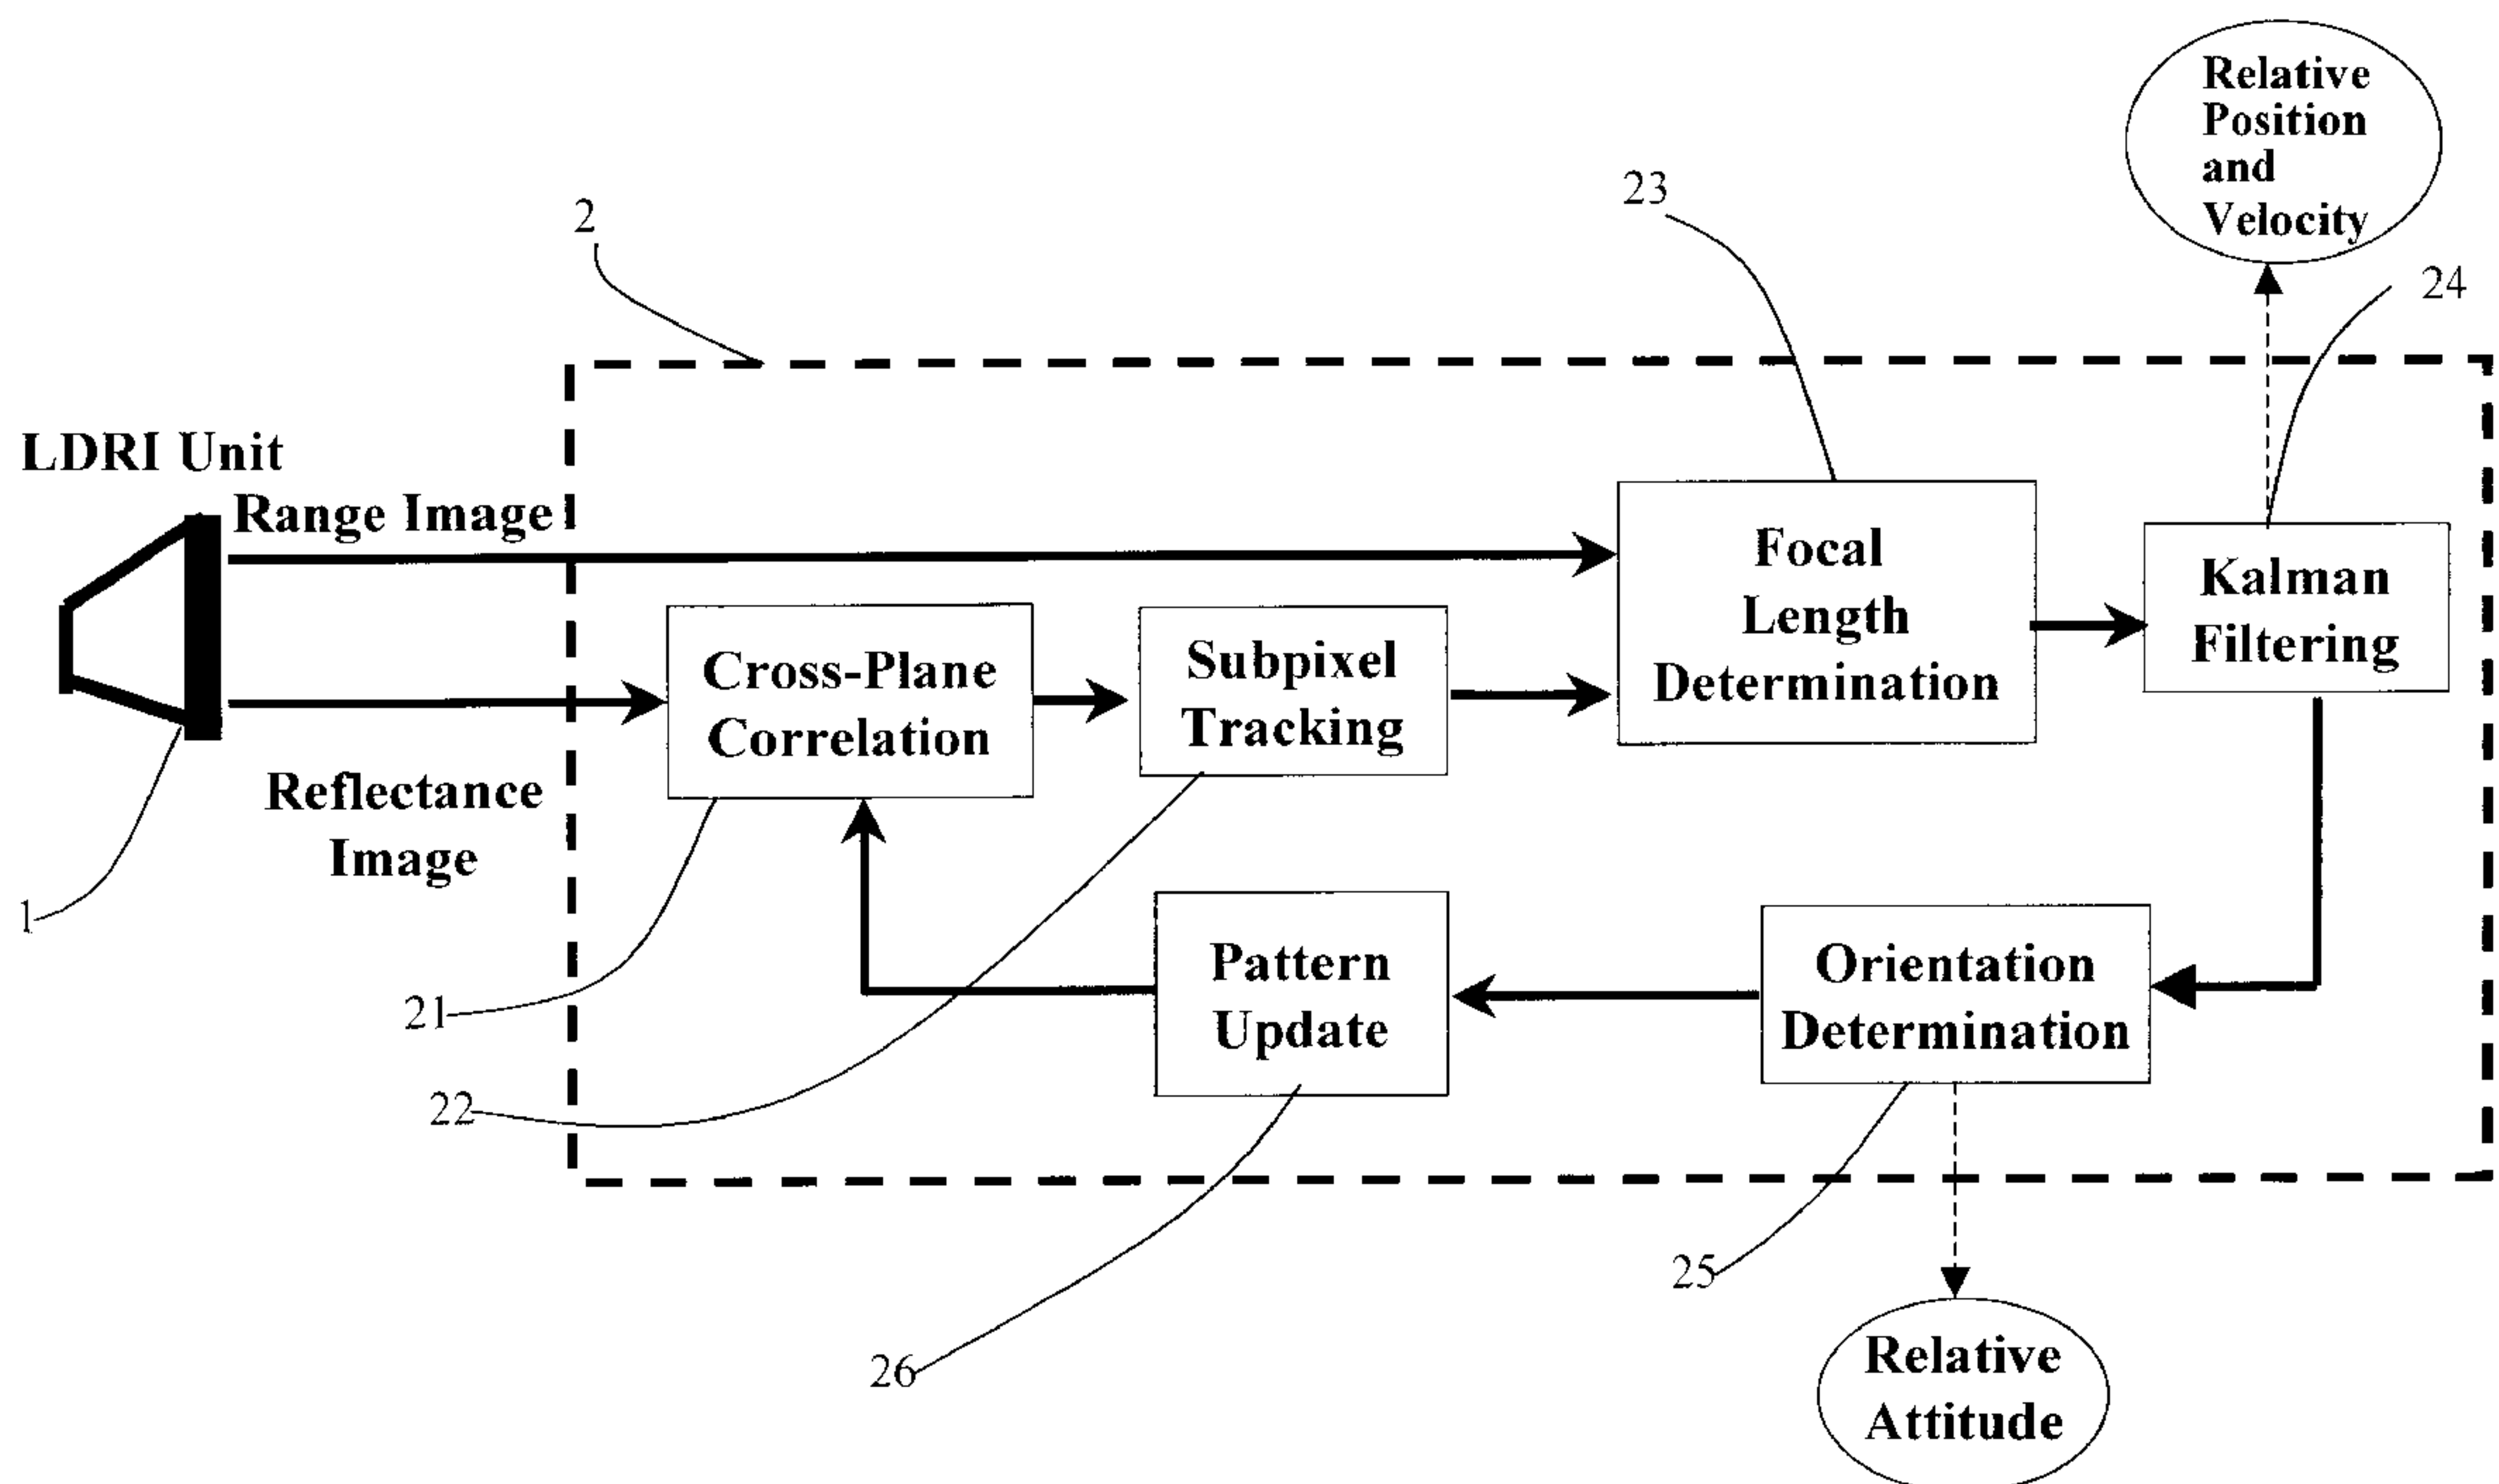 Relative
Position
and
Velocity
23
2
24
LDRI Unit
Range Image
Focal
Length
Determination
Kalman
Filtering
Cross-Plane
Correlation
Subpixel
Tracking
Reflectance
Image
1
Pattern
Update
Orientation
Determination
21
22
25
26
Relative
Attitude